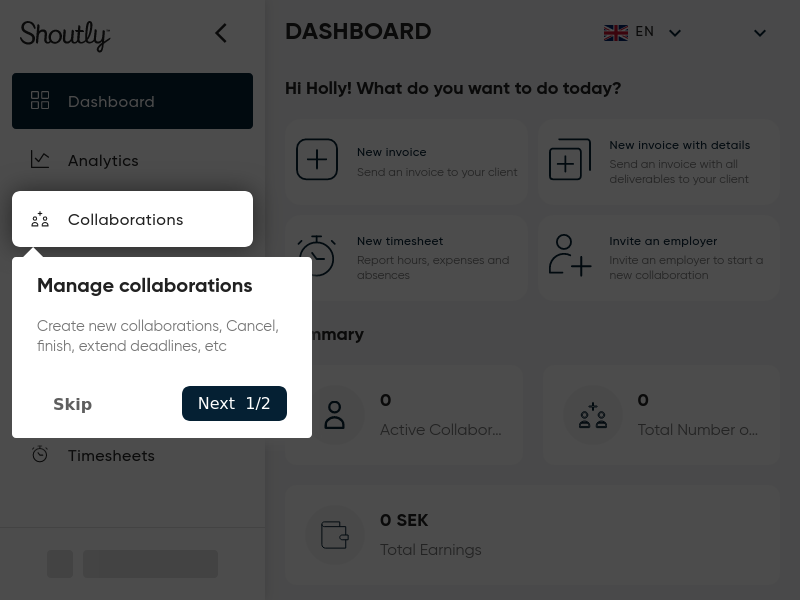 Shoutly
DASHBOARD
EN
Dashboard
Analytics
Collaborations
Manage collaborations
Create new collaborations, Cancel,
finish, extend deadlines, etc
Skip
Next 1/2
Timesheets
Hi Holly! What do you want to do today?
New invoice
Send an invoice to your client
New invoice with details
Send an invoice with all
deliverables to your client
New timesheet
Report hours, expenses and
absences
Invite an employer
Invite an employer to start a
new collaboration
mmary
0
Active Collabor...
0
Total Number o...
0 SEK
Total Earnings